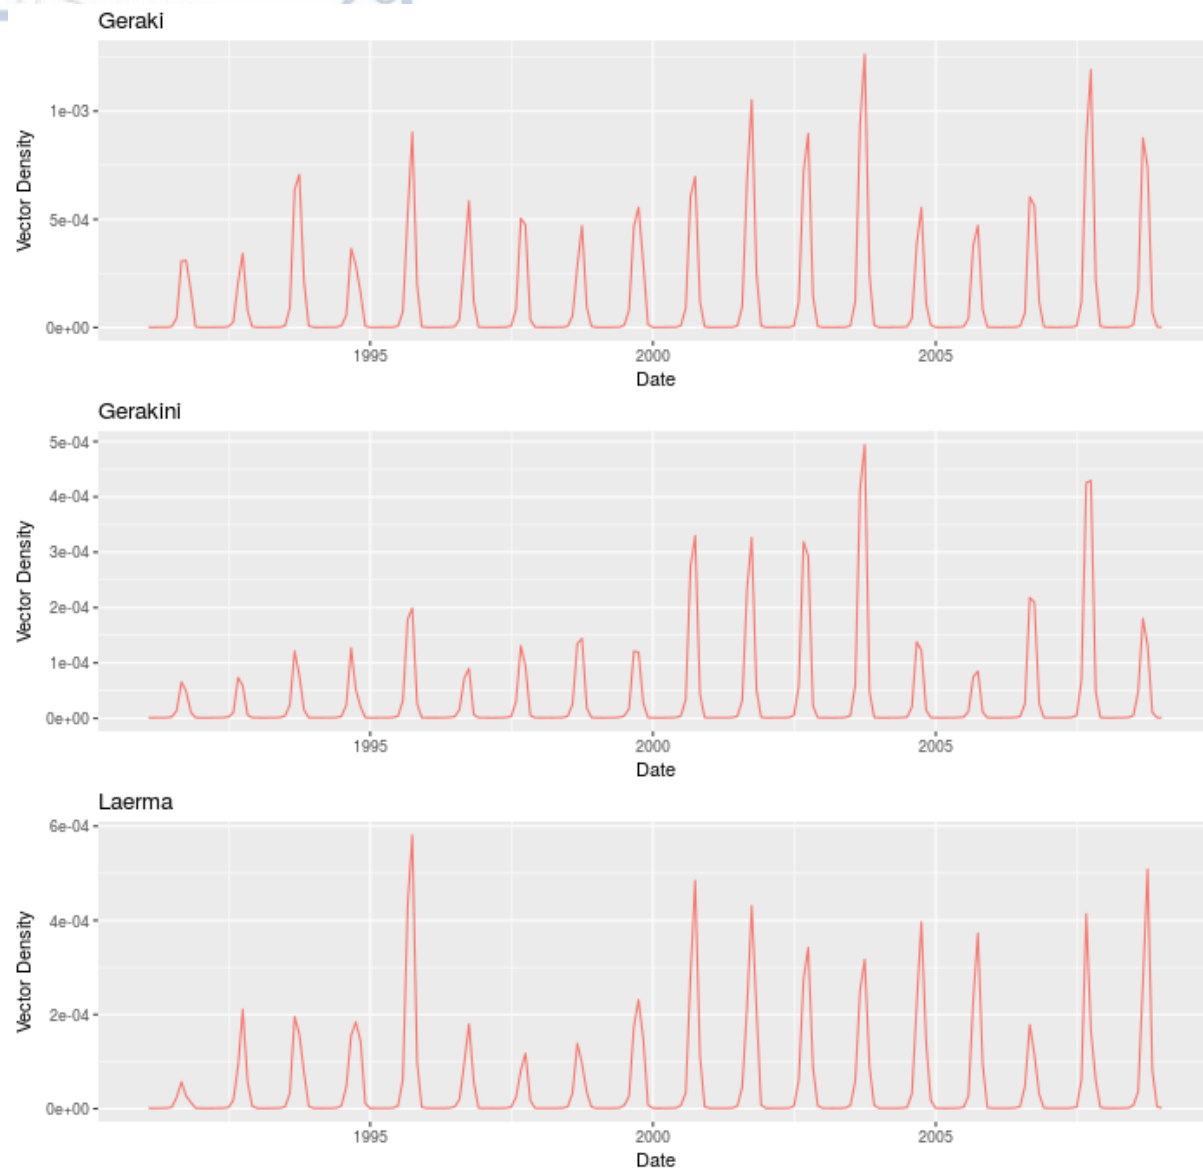 Geraki
Vector Density
1e-03
5e-04
0e+00
1995 2000 2005
Date
Gerakini
Vector Density
5e-04
4e-04
3e-04
2e-04
1e-04
0e+00
1995 2000 2005
Date
Laerma
Vector Density
6e-04
4e-04
2e-04
0e+00
1995 2000 2005
Date